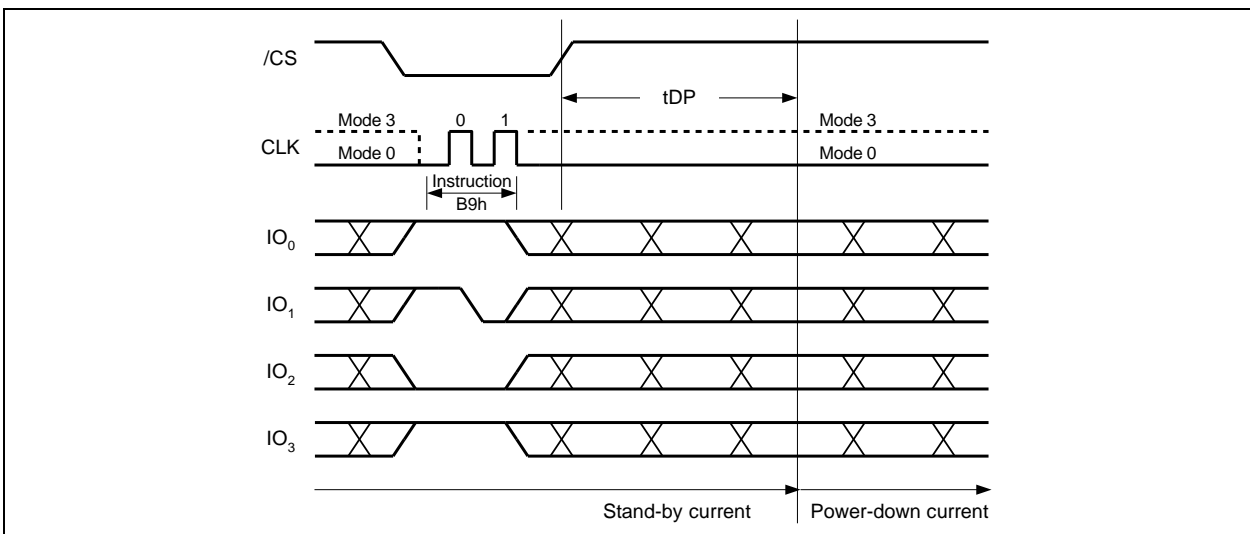 /CS
tDP
Mode 3 0 1 Mode 3
CLK
Mode 0 Mode 0
Instruction
B9h
IO0
IO1
IO2
IO3
Stand-by current Power-down current